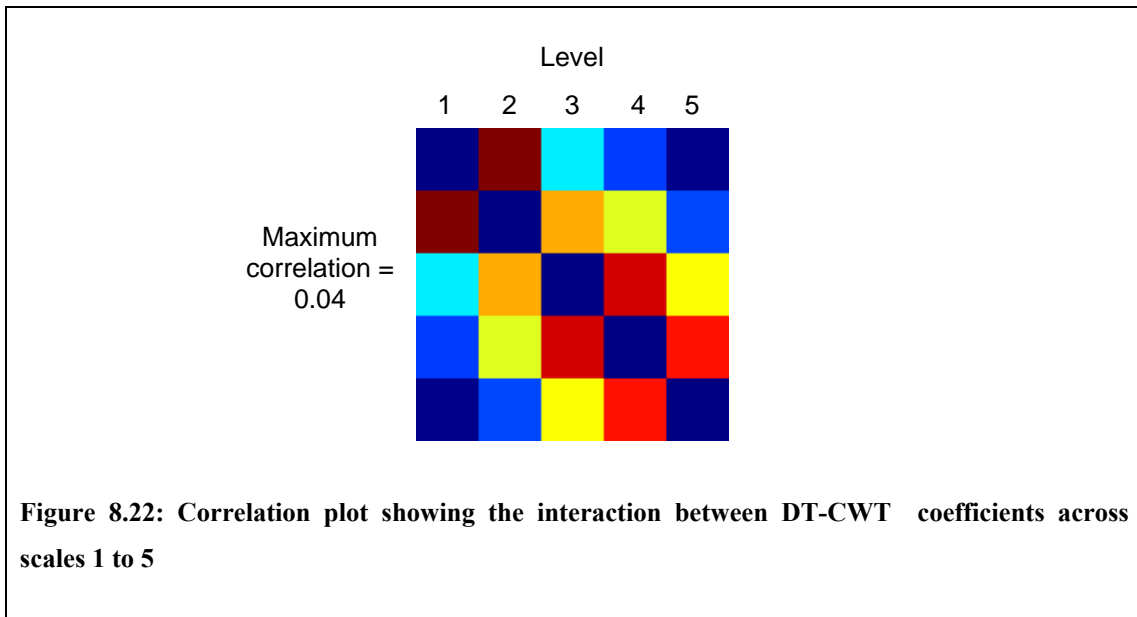 Level
1 2 3 4 5
Maximum
correlation =
0.04
Figure 8.22: Correlation plot showing the interaction between DT-CWT coefficients across
scales 1 to 5